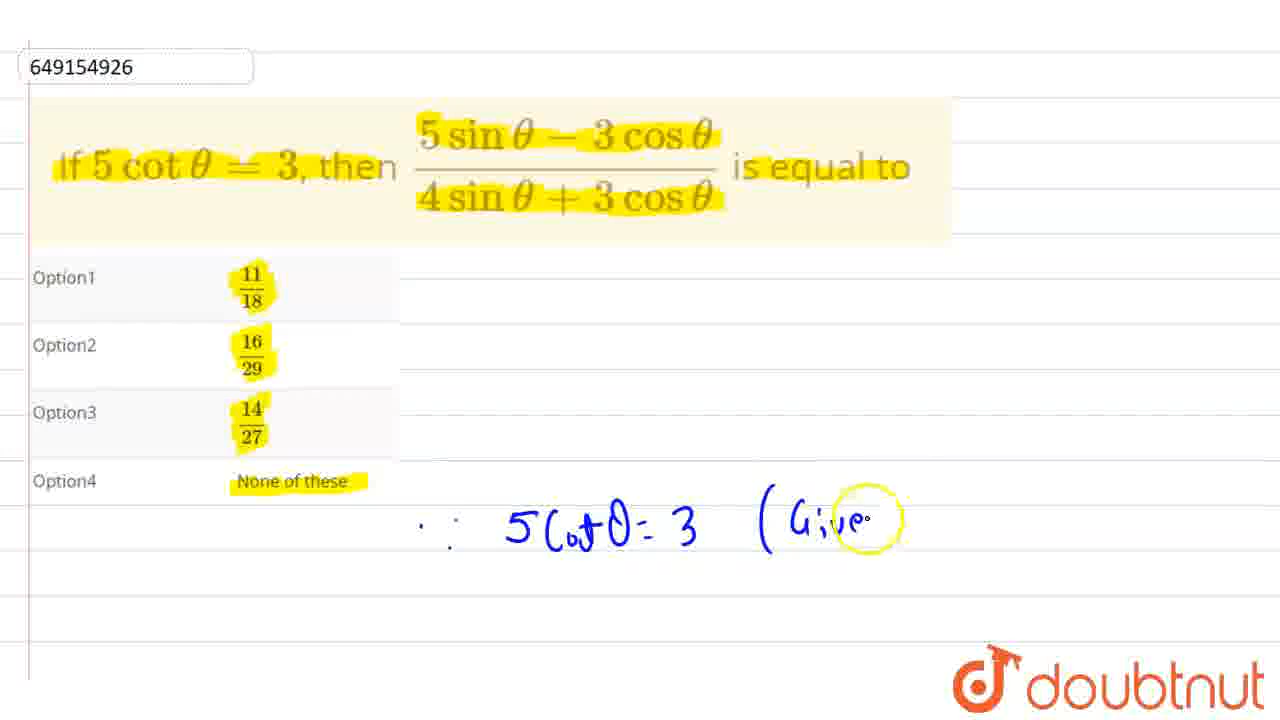 649154926
If 5 cot θ = 3, then (5 sin θ − 3 cos θ)/(4 sin θ + 3 cos θ) is equal to
Option1 11/18
Option2 16/29
Option3 14/27
Option4 None of these
∵ 5 Cot θ = 3 (Give
doubtnut